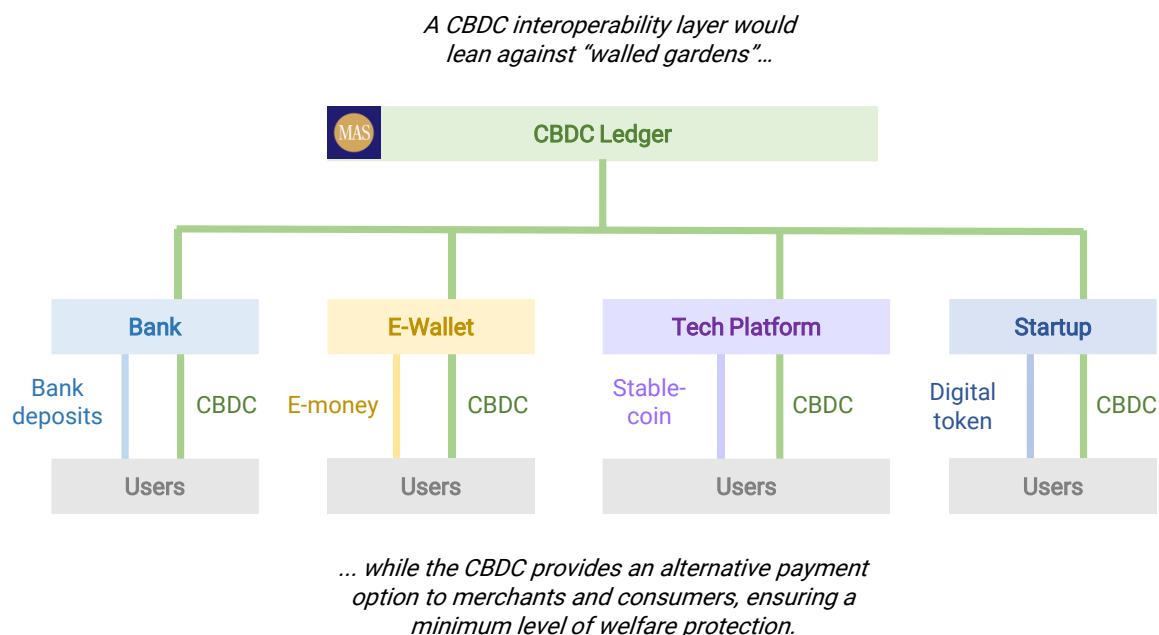 A CBDC interoperability layer would
lean against “walled gardens”…
MAS
CBDC Ledger
Bank
E-Wallet
Tech Platform
Startup
Bank
deposits
CBDC
E-money
CBDC
Stable-
coin
CBDC
Digital
token
CBDC
Users
Users
Users
Users
... while the CBDC provides an alternative payment
option to merchants and consumers, ensuring a
minimum level of welfare protection.